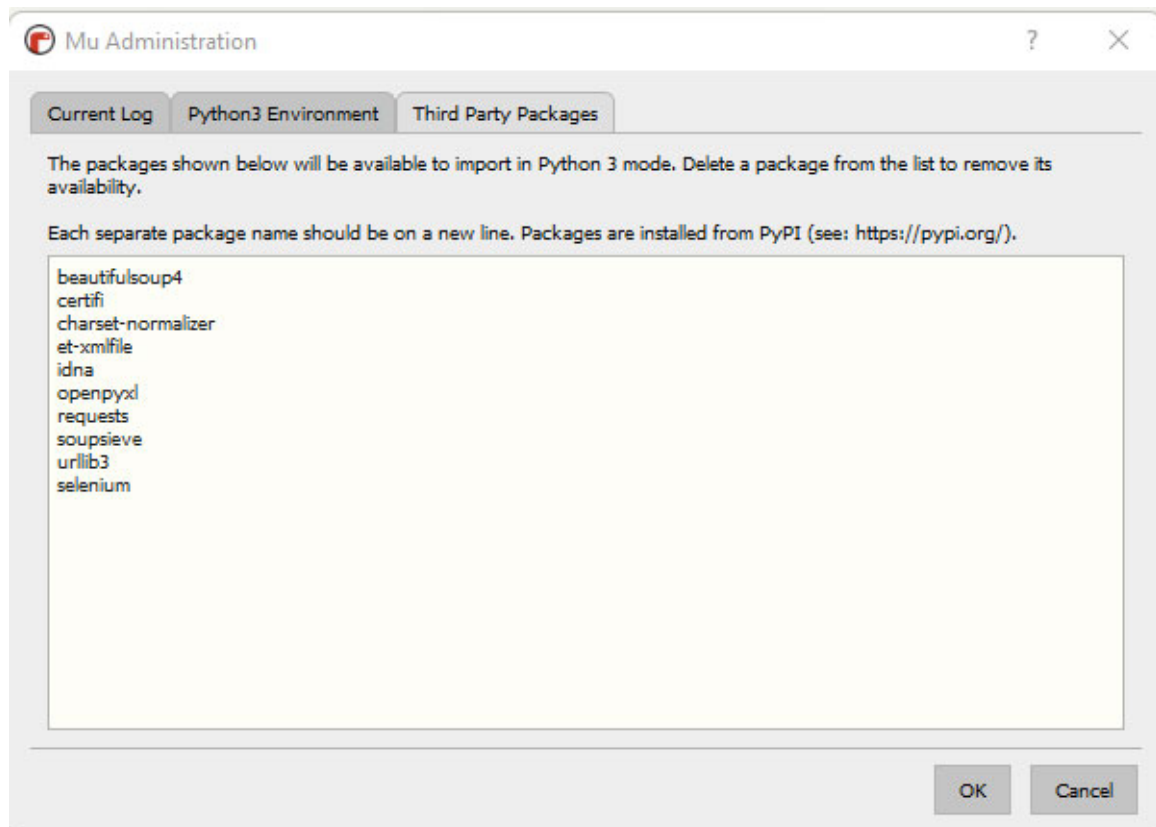 Mu Administration
?
Current Log
Python3 Environment
Third Party Packages
The packages shown below will be available to import in Python 3 mode. Delete a package from the list to remove its
availability.
Each separate package name should be on a new line. Packages are installed from PyPI (see: https://pypi.org/).
beautifulsoup4
certifi
charset-normalizer
et-xmlfile
idna
openpyxl
requests
soupsieve
urllib3
selenium
OK
Cancel